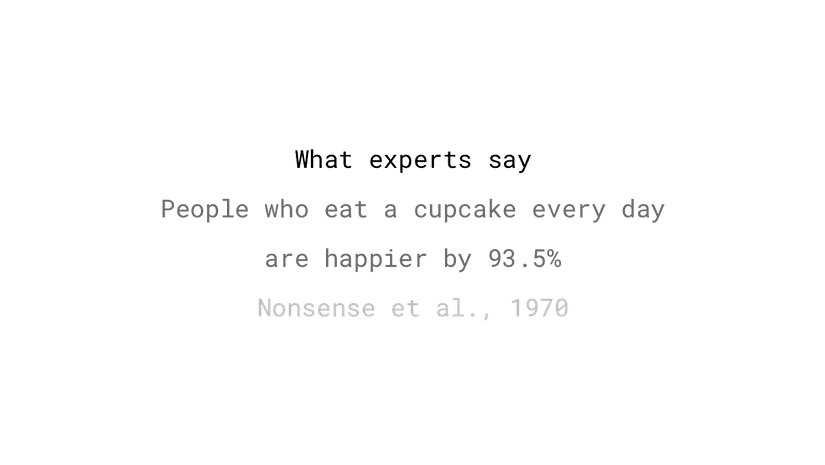 What experts say
People who eat a cupcake every day
are happier by 93.5%
Nonsense et al., 1970